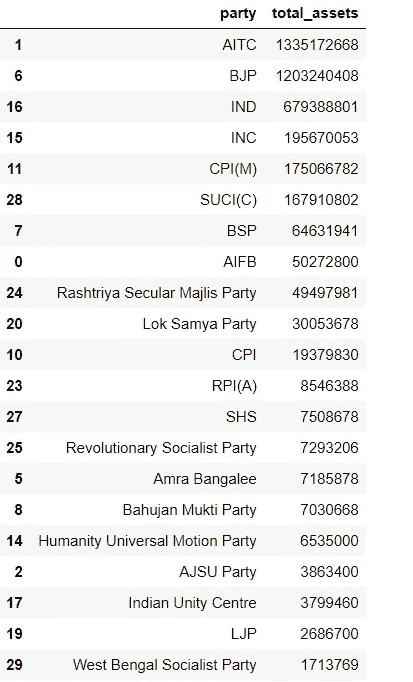 party total_assets
1 AITC 1335172668
6 BJP 1203240408
16 IND 679388801
15 INC 195670053
11 CPI(M) 175066782
28 SUCI(C) 167910802
7 BSP 64631941
0 AIFB 50272800
24 Rashtriya Secular Majlis Party 49497981
20 Lok Samya Party 30053678
10 CPI 19379830
23 RPI(A) 8546388
27 SHS 7508678
25 Revolutionary Socialist Party 7293206
5 Amra Bangalee 7185878
8 Bahujan Mukti Party 7030668
14 Humanity Universal Motion Party 6535000
2 AJSU Party 3863400
17 Indian Unity Centre 3799460
19 LJP 2686700
29 West Bengal Socialist Party 1713769